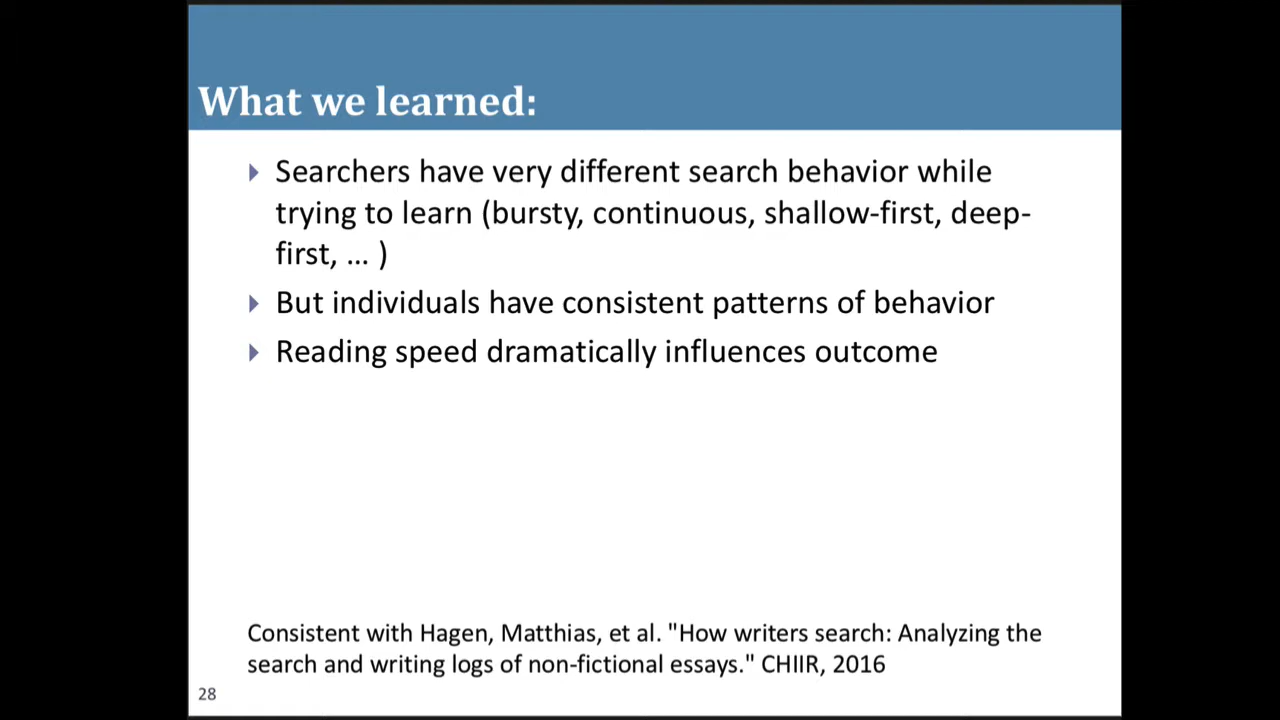 What we learned:
Searchers have very different search behavior while
trying to learn (bursty, continuous, shallow-first, deep-
first, ... )
But individuals have consistent patterns of behavior
Reading speed dramatically influences outcome
Consistent with Hagen, Matthias, et al. "How writers search: Analyzing the
search and writing logs of non-fictional essays." CHIIR, 2016
28